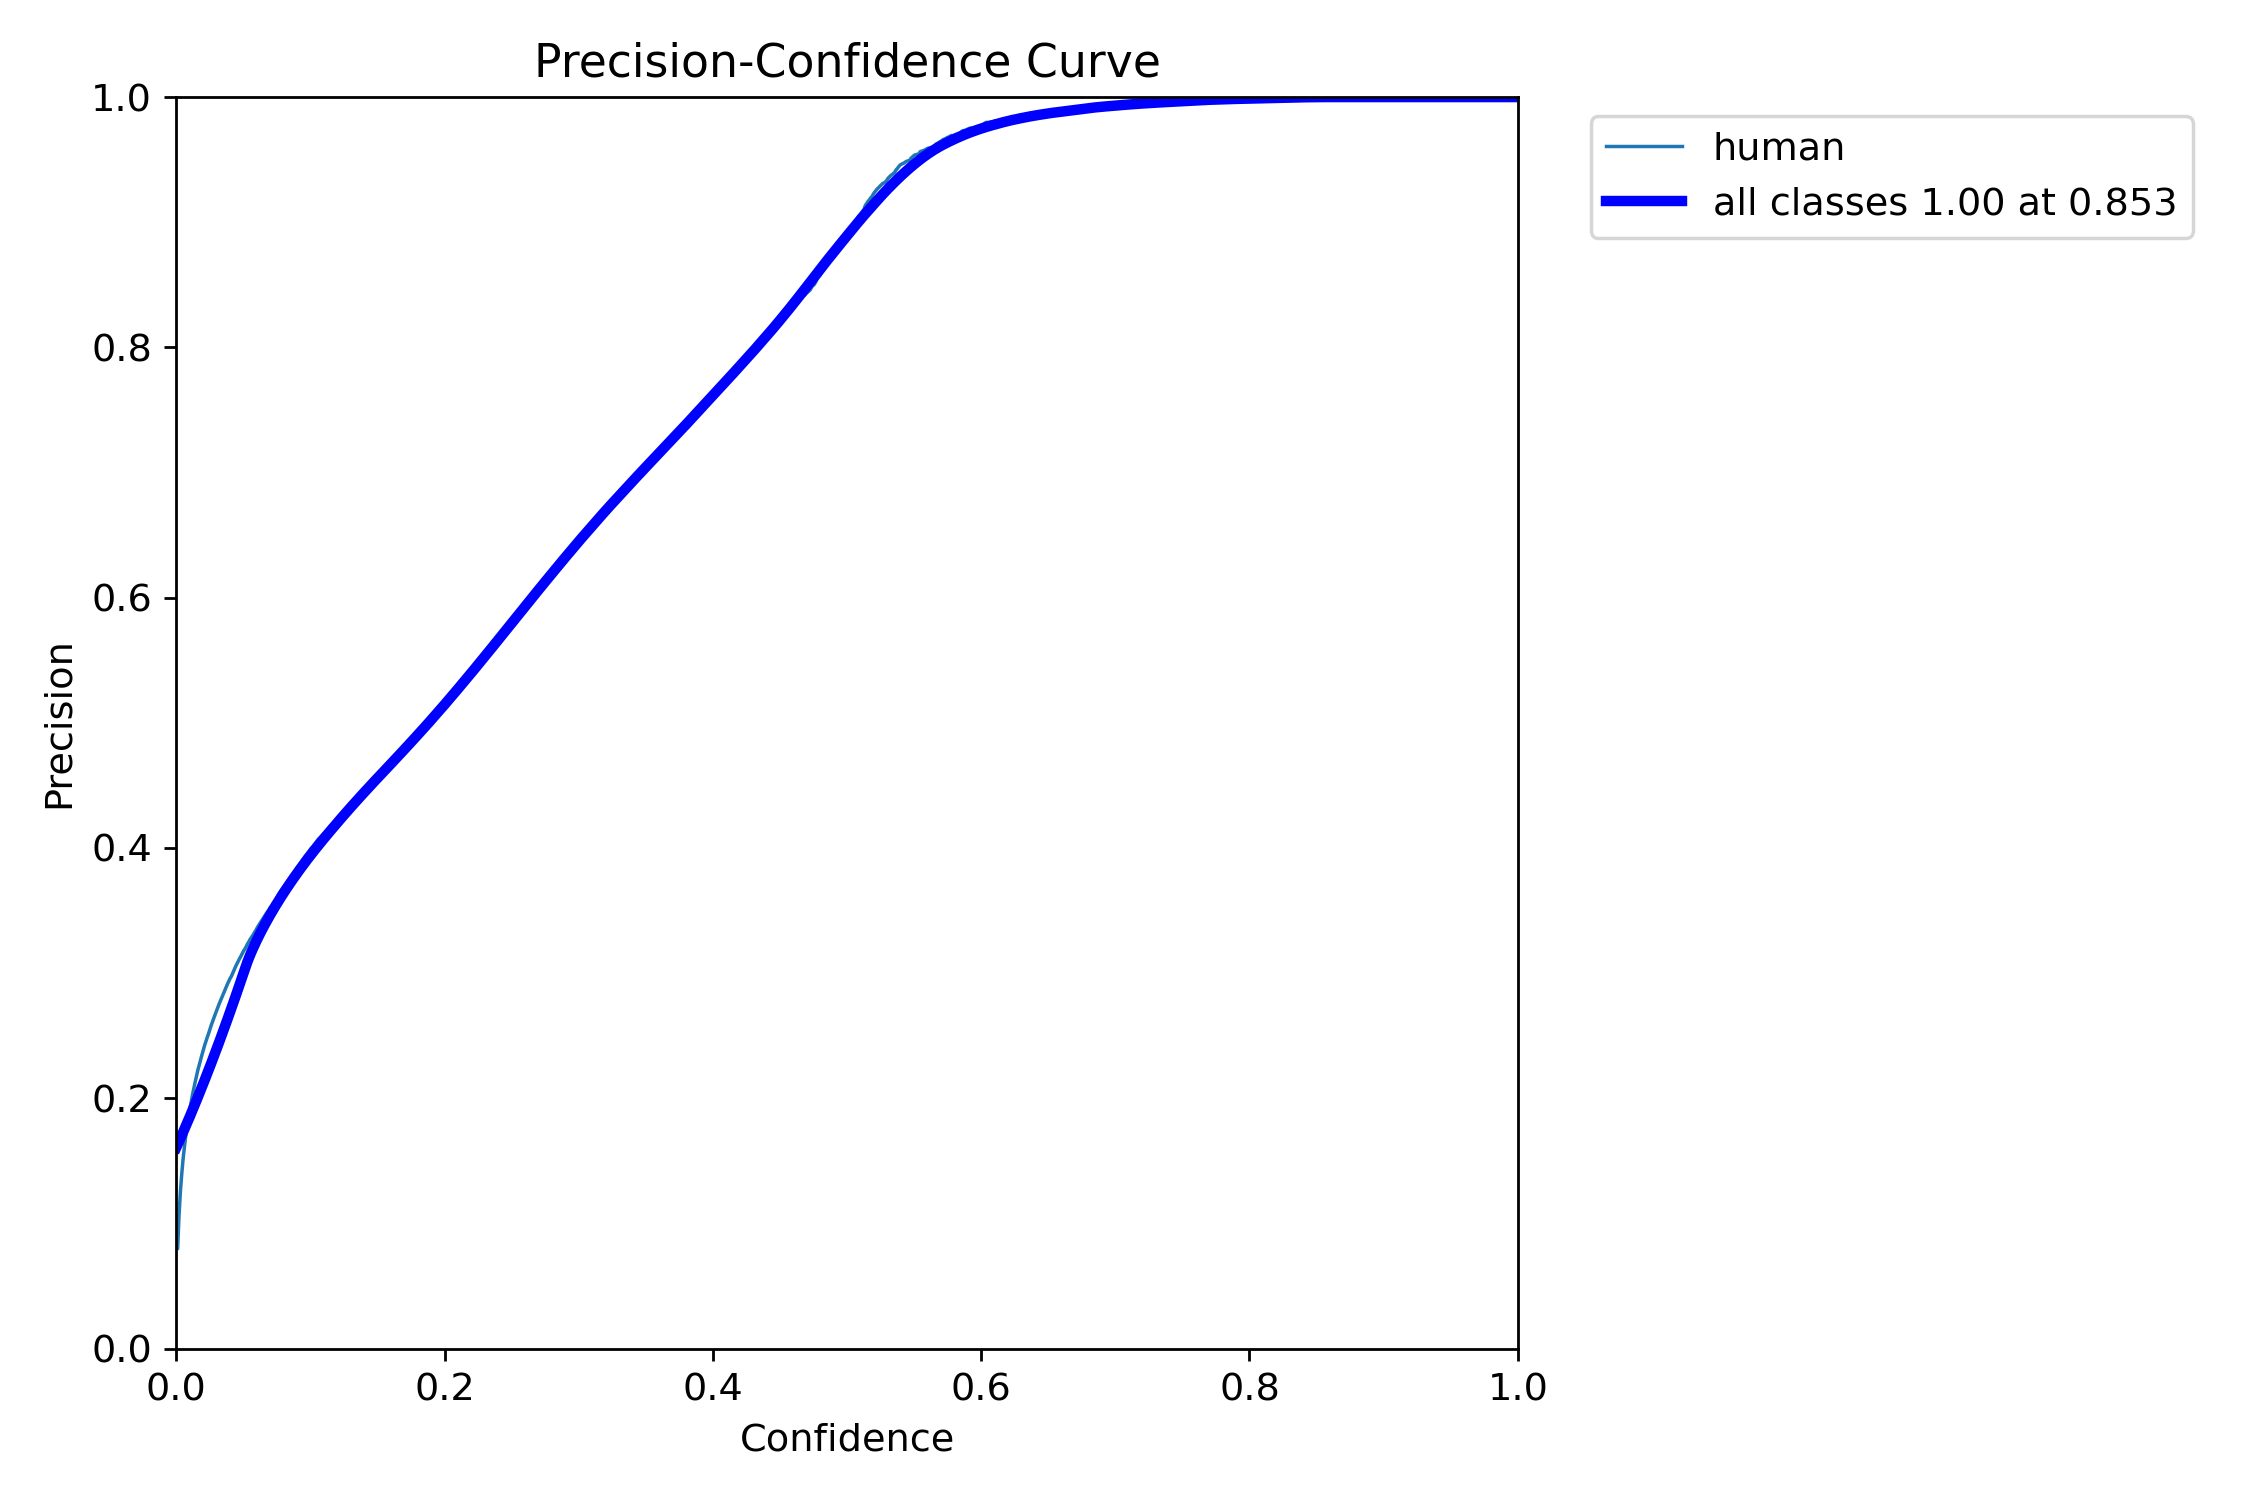 Precision-Confidence Curve
1.0
0.8
0.6
0.4
0.2
0.0
Precision
0.0 0.2 0.4 0.6 0.8 1.0
Confidence
human
all classes 1.00 at 0.853